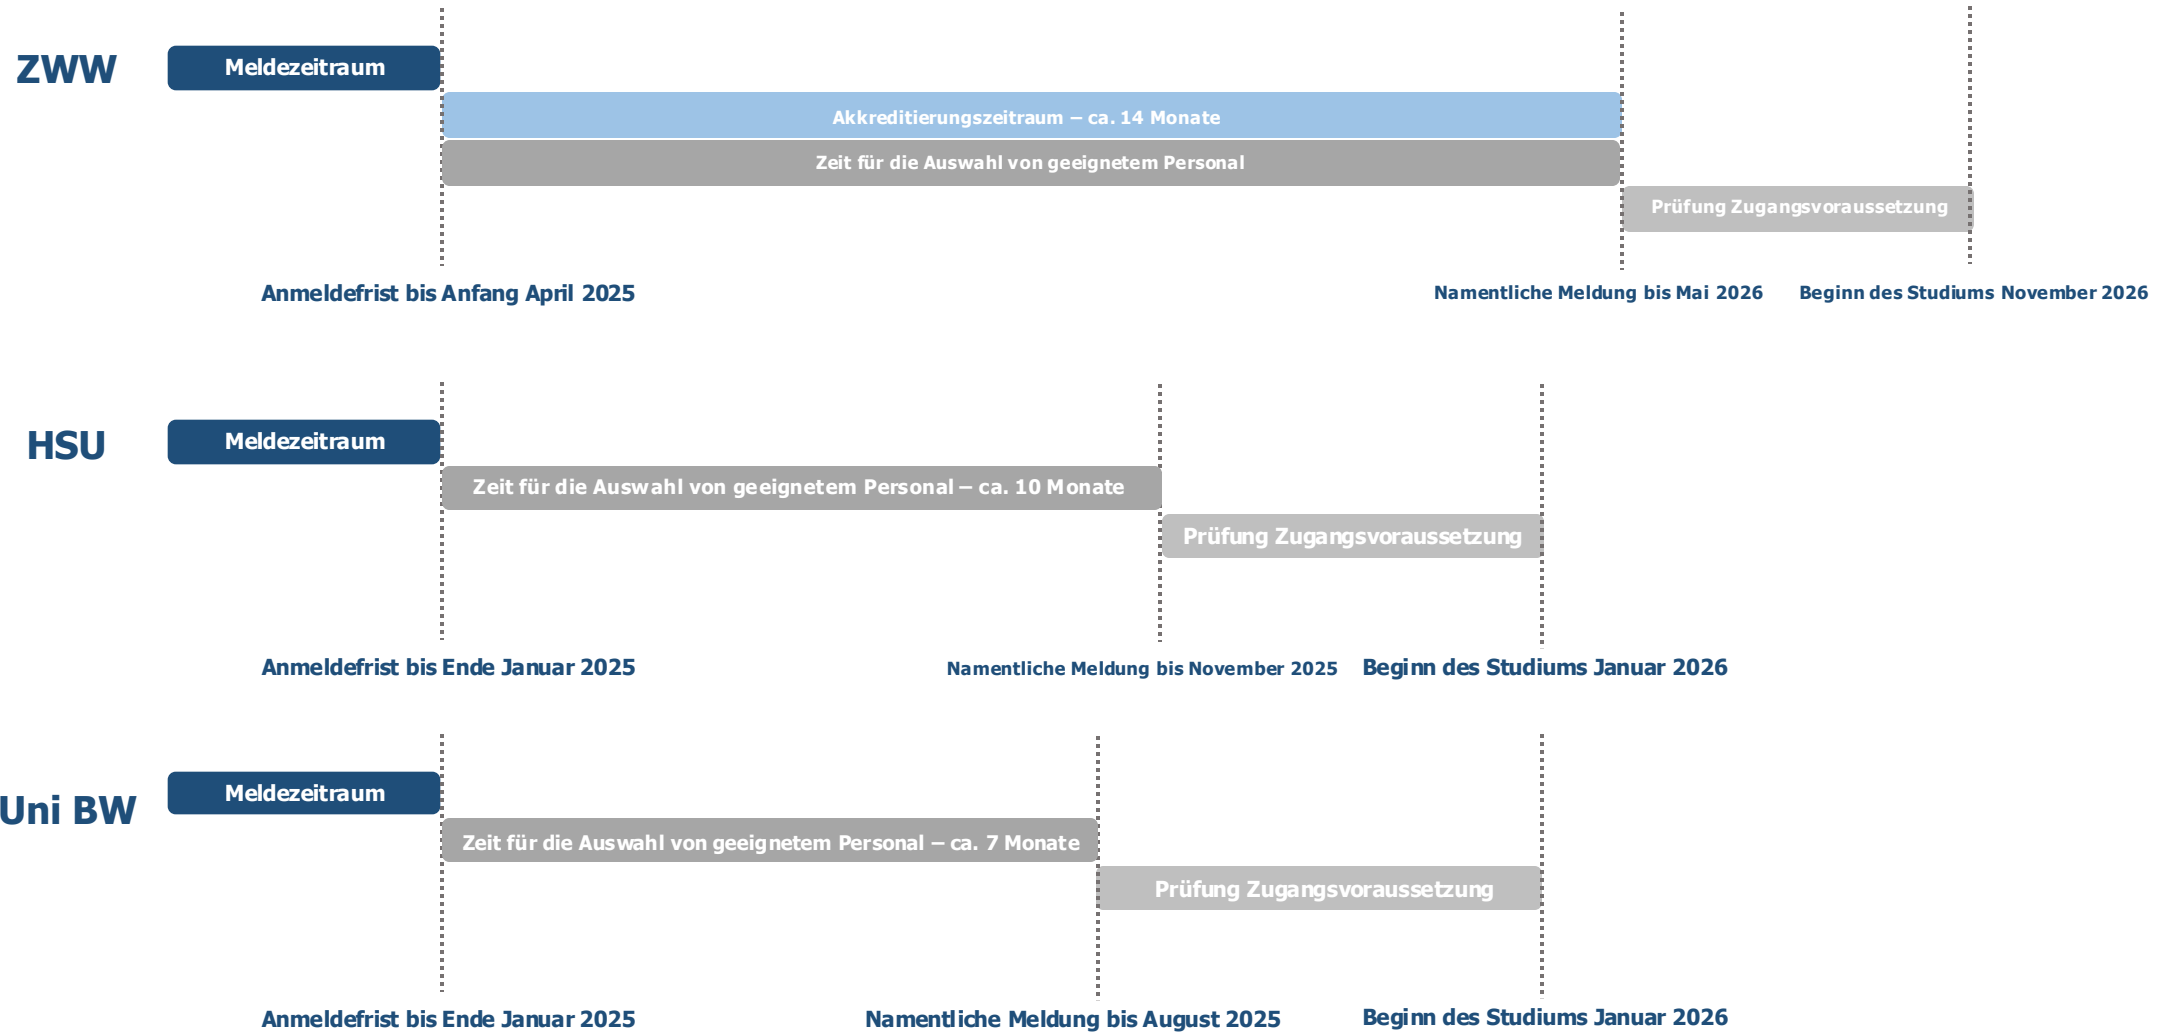 ZWW
Meldezeitraum
Akkreditierungszeitraum – ca. 14 Monate
Zeit für die Auswahl von geeignetem Personal
Prüfung Zugangsvoraussetzung
Anmeldefrist bis Anfang April 2025
Namentliche Meldung bis Mai 2026
Beginn des Studiums November 2026
HSU
Meldezeitraum
Zeit für die Auswahl von geeignetem Personal – ca. 10 Monate
Prüfung Zugangsvoraussetzung
Anmeldefrist bis Ende Januar 2025
Namentliche Meldung bis November 2025
Beginn des Studiums Januar 2026
Uni BW
Meldezeitraum
Zeit für die Auswahl von geeignetem Personal – ca. 7 Monate
Prüfung Zugangsvoraussetzung
Anmeldefrist bis Ende Januar 2025
Namentliche Meldung bis August 2025
Beginn des Studiums Januar 2026